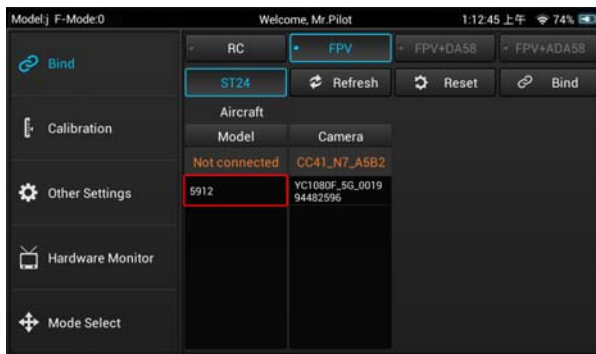 Model:j F-Mode:0 Welcome, Mr.Pilot 1:12:45 上午 74%
RC FPV FPV+DA58 FPV+ADA58
Bind
ST24 Refresh Reset Bind
Aircraft
Calibration
Model Camera
Not connected CC41_N7_A5B2
Other Settings
5912 YC1080F_5G_0019
94482596
Hardware Monitor
Mode Select